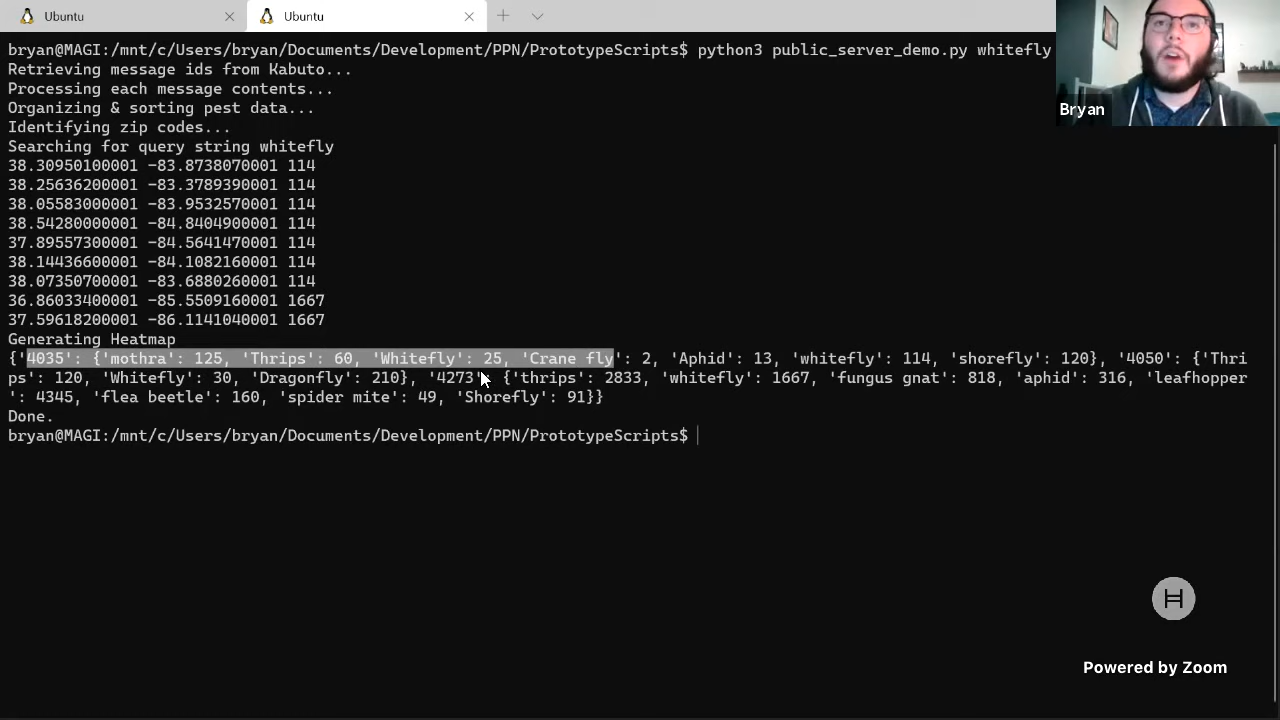 Ubuntu
Ubuntu
bryan@MAGI:/mnt/c/Users/bryan/Documents/Development/PPN/PrototypeScripts$ python3 public_server_demo.py whitefly
Retrieving message ids from Kabuto...
Processing each message contents...
Organizing & sorting pest data...
Identifying zip codes...
Searching for query string whitefly
38.30950100001 -83.8738070001 114
38.25636200001 -83.3789390001 114
38.05583000001 -83.9532570001 114
38.54280000001 -84.8404900001 114
37.89557300001 -84.5641470001 114
38.14436600001 -84.1082160001 114
38.07350700001 -83.6880260001 114
36.86033400001 -85.5509160001 1667
37.59618200001 -86.1141040001 1667
Generating Heatmap
{'4035': {'mothra': 125, 'Thrips': 60, 'Whitefly': 25, 'Crane fly': 2, 'Aphid': 13, 'whitefly': 114, 'shorefly': 120}, '4050': {'Thri
ps': 120, 'Whitefly': 30, 'Dragonfly': 210}, '4273': {'thrips': 2833, 'whitefly': 1667, 'fungus gnat': 818, 'aphid': 316, 'leafhopper
': 4345, 'flea beetle': 160, 'spider mite': 49, 'Shorefly': 91}}
Done.
bryan@MAGI:/mnt/c/Users/bryan/Documents/Development/PPN/PrototypeScripts$
Bryan
H
Powered by Zoom